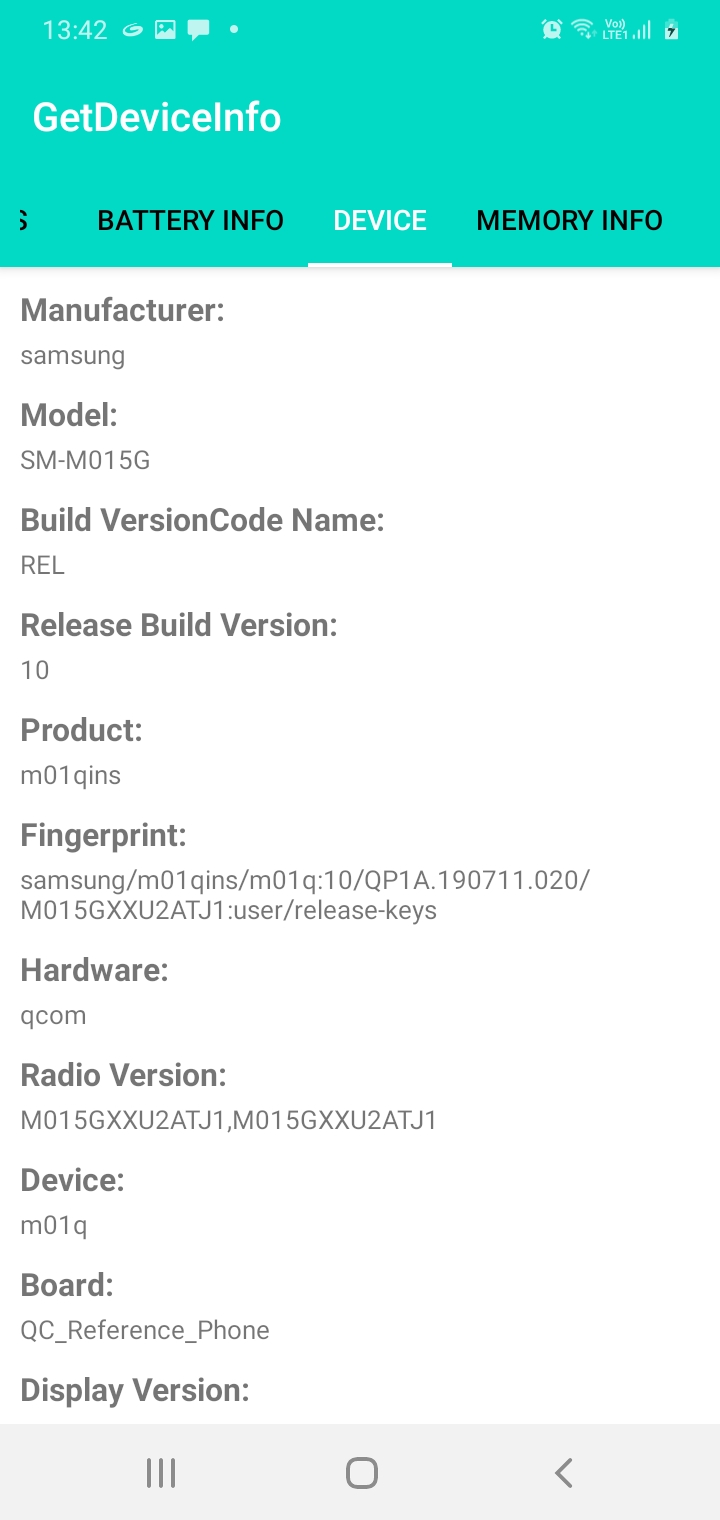 13:42
Vo))
LTE1
GetDeviceInfo
S BATTERY INFO DEVICE MEMORY INFO
Manufacturer:
samsung
Model:
SM-M015G
Build VersionCode Name:
REL
Release Build Version:
10
Product:
m01qins
Fingerprint:
samsung/m01qins/m01q:10/QP1A.190711.020/
M015GXXU2ATJ1:user/release-keys
Hardware:
qcom
Radio Version:
M015GXXU2ATJ1,M015GXXU2ATJ1
Device:
m01q
Board:
QC_Reference_Phone
Display Version: